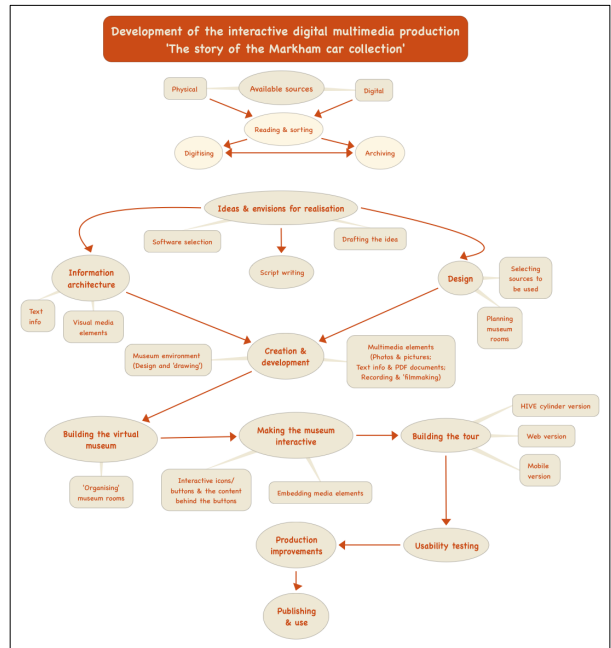 Development of the interactive digital multimedia production
'The story of the Markham car collection'
Physical
Available sources
Digital
Reading & sorting
Digitising
Archiving
Ideas & envisions for realisation
Software selection
Drafting the idea
Script writing
Information
architecture
Design
Selecting
sources to
be used
Text
info
Visual media
elements
Planning
museum
rooms
Museum environment
(Design and 'drawing')
Creation &
development
Multimedia elements
(Photos & pictures;
Text info & PDF documents;
Recording & 'filmmaking)
HIVE cylinder version
Building the virtual
museum
Making the museum
interactive
Building the tour
Web version
Mobile
version
'Organising'
museum rooms
Interactive icons/
buttons & the content
behind the buttons
Embedding media elements
Production
improvements
Usability testing
Publishing
& use